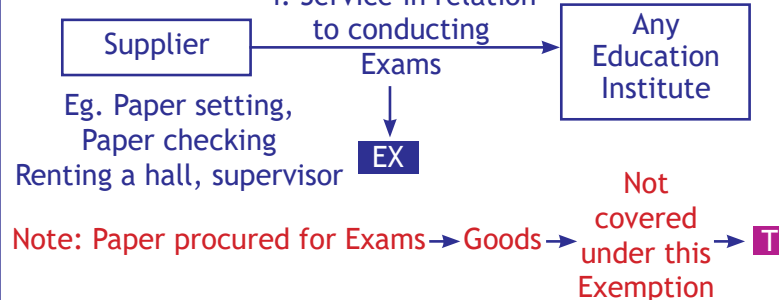 to conducting
Exams
Supplier
Any
Education
Institute
Eg. Paper setting,
Paper checking
Renting a hall, supervisor
EX
Note: Paper procured for Exams → Goods →
Not
covered
under this
Exemption
→ T